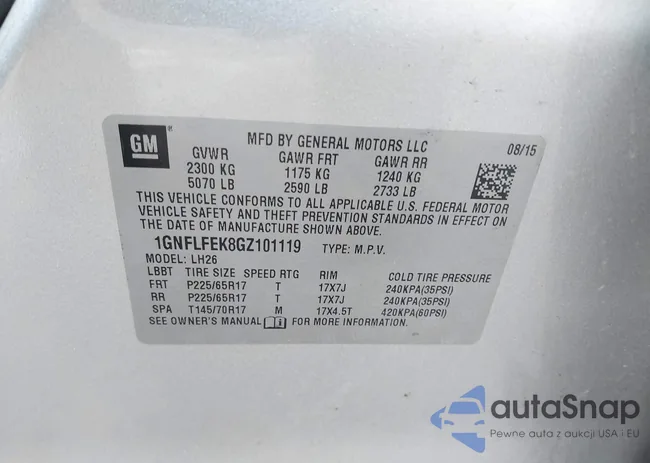 GM
MFD BY GENERAL MOTORS LLC 08/15
GVWR GAWR FRT GAWR RR
2300 KG 1175 KG 1240 KG
5070 LB 2590 LB 2733 LB
THIS VEHICLE CONFORMS TO ALL APPLICABLE U.S. FEDERAL MOTOR
VEHICLE SAFETY AND THEFT PREVENTION STANDARDS IN EFFECT ON
THE DATE OF MANUFACTURE SHOWN ABOVE.
1GNFLFEK8GZ101119 TYPE: M.P.V.
MODEL: LH26
LBBT TIRE SIZE SPEED RTG RIM COLD TIRE PRESSURE
FRT P225/65R17 T 17X7J 240KPA(35PSI)
RR P225/65R17 T 17X7J 240KPA(35PSI)
SPA T145/70R17 M 17X4.5T 420KPA(60PSI)
SEE OWNER'S MANUAL FOR MORE INFORMATION.
autoSnap
Pewne auta z aukcji USA i EU